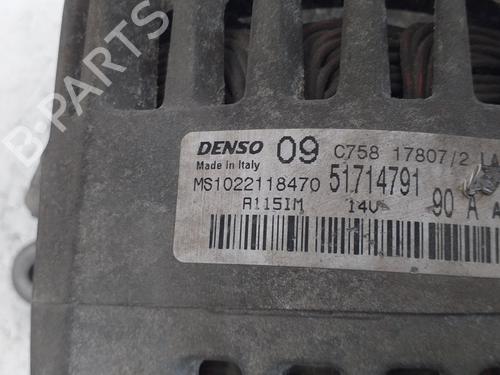 B-PARTS
DENSO 09 C758 17807/2
Made in Italy
MS1022118470 51714791
A115IM 14V 90 A